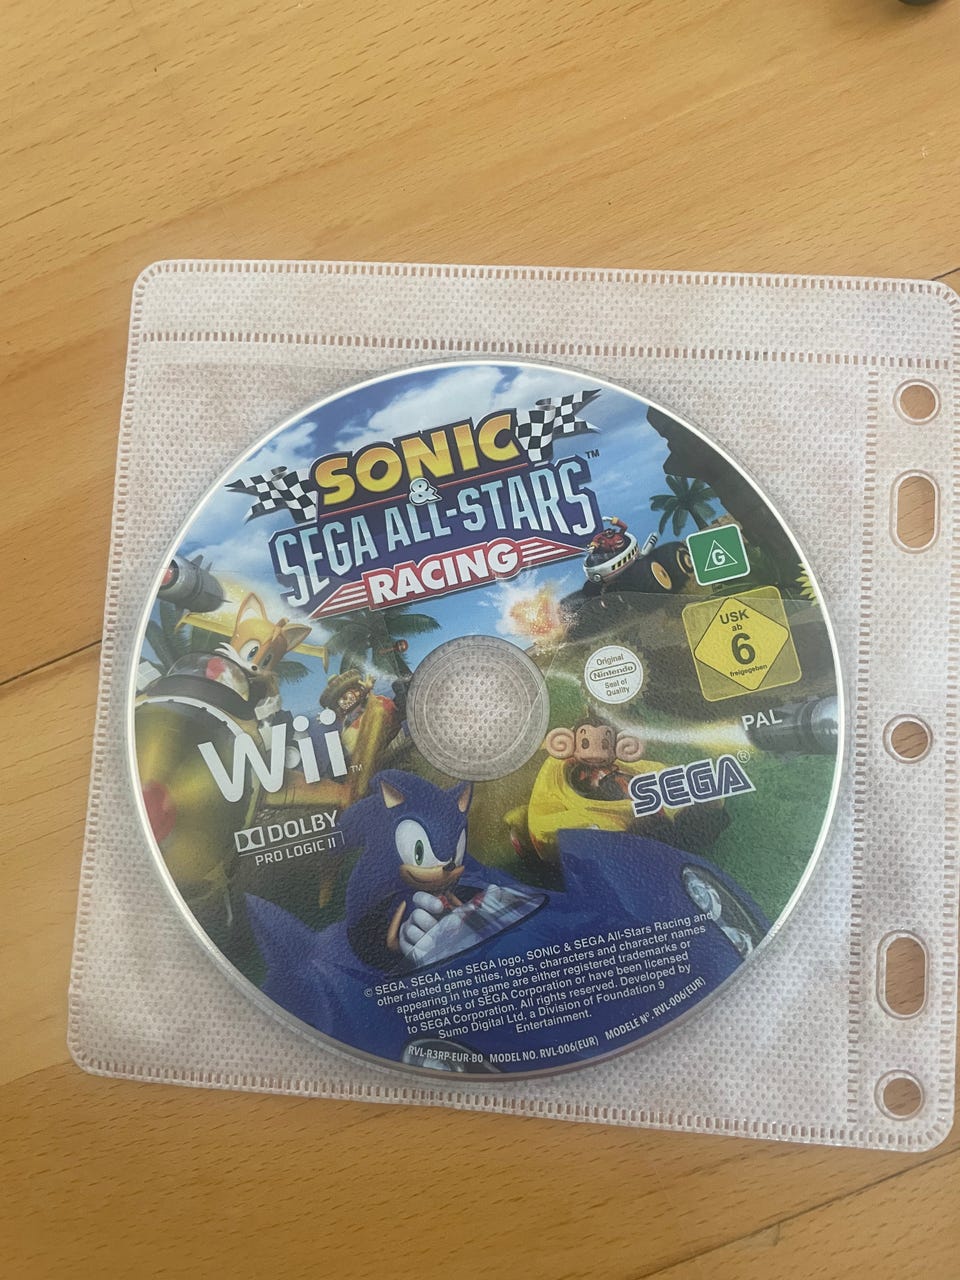 SONIC
&
SEGA ALL-STARS™
RACING
G
USK
ab
6
freigegeben
Original
Nintendo
Seal of
Quality
PAL
Wii™
SEGA®
DOLBY
PRO LOGIC II
© SEGA. SEGA, the SEGA logo, SONIC & SEGA All-Stars Racing and
other related game titles, logos, characters and character names
appearing in the game are either registered trademarks or
trademarks of SEGA Corporation or have been licensed
to SEGA Corporation. All rights reserved. Developed by
Sumo Digital Ltd. a Division of Foundation 9
Entertainment.
RVL-R3RP-EUR-B0 MODEL NO. RVL-006(EUR) MODELE Nº. RVL-006(EUR)